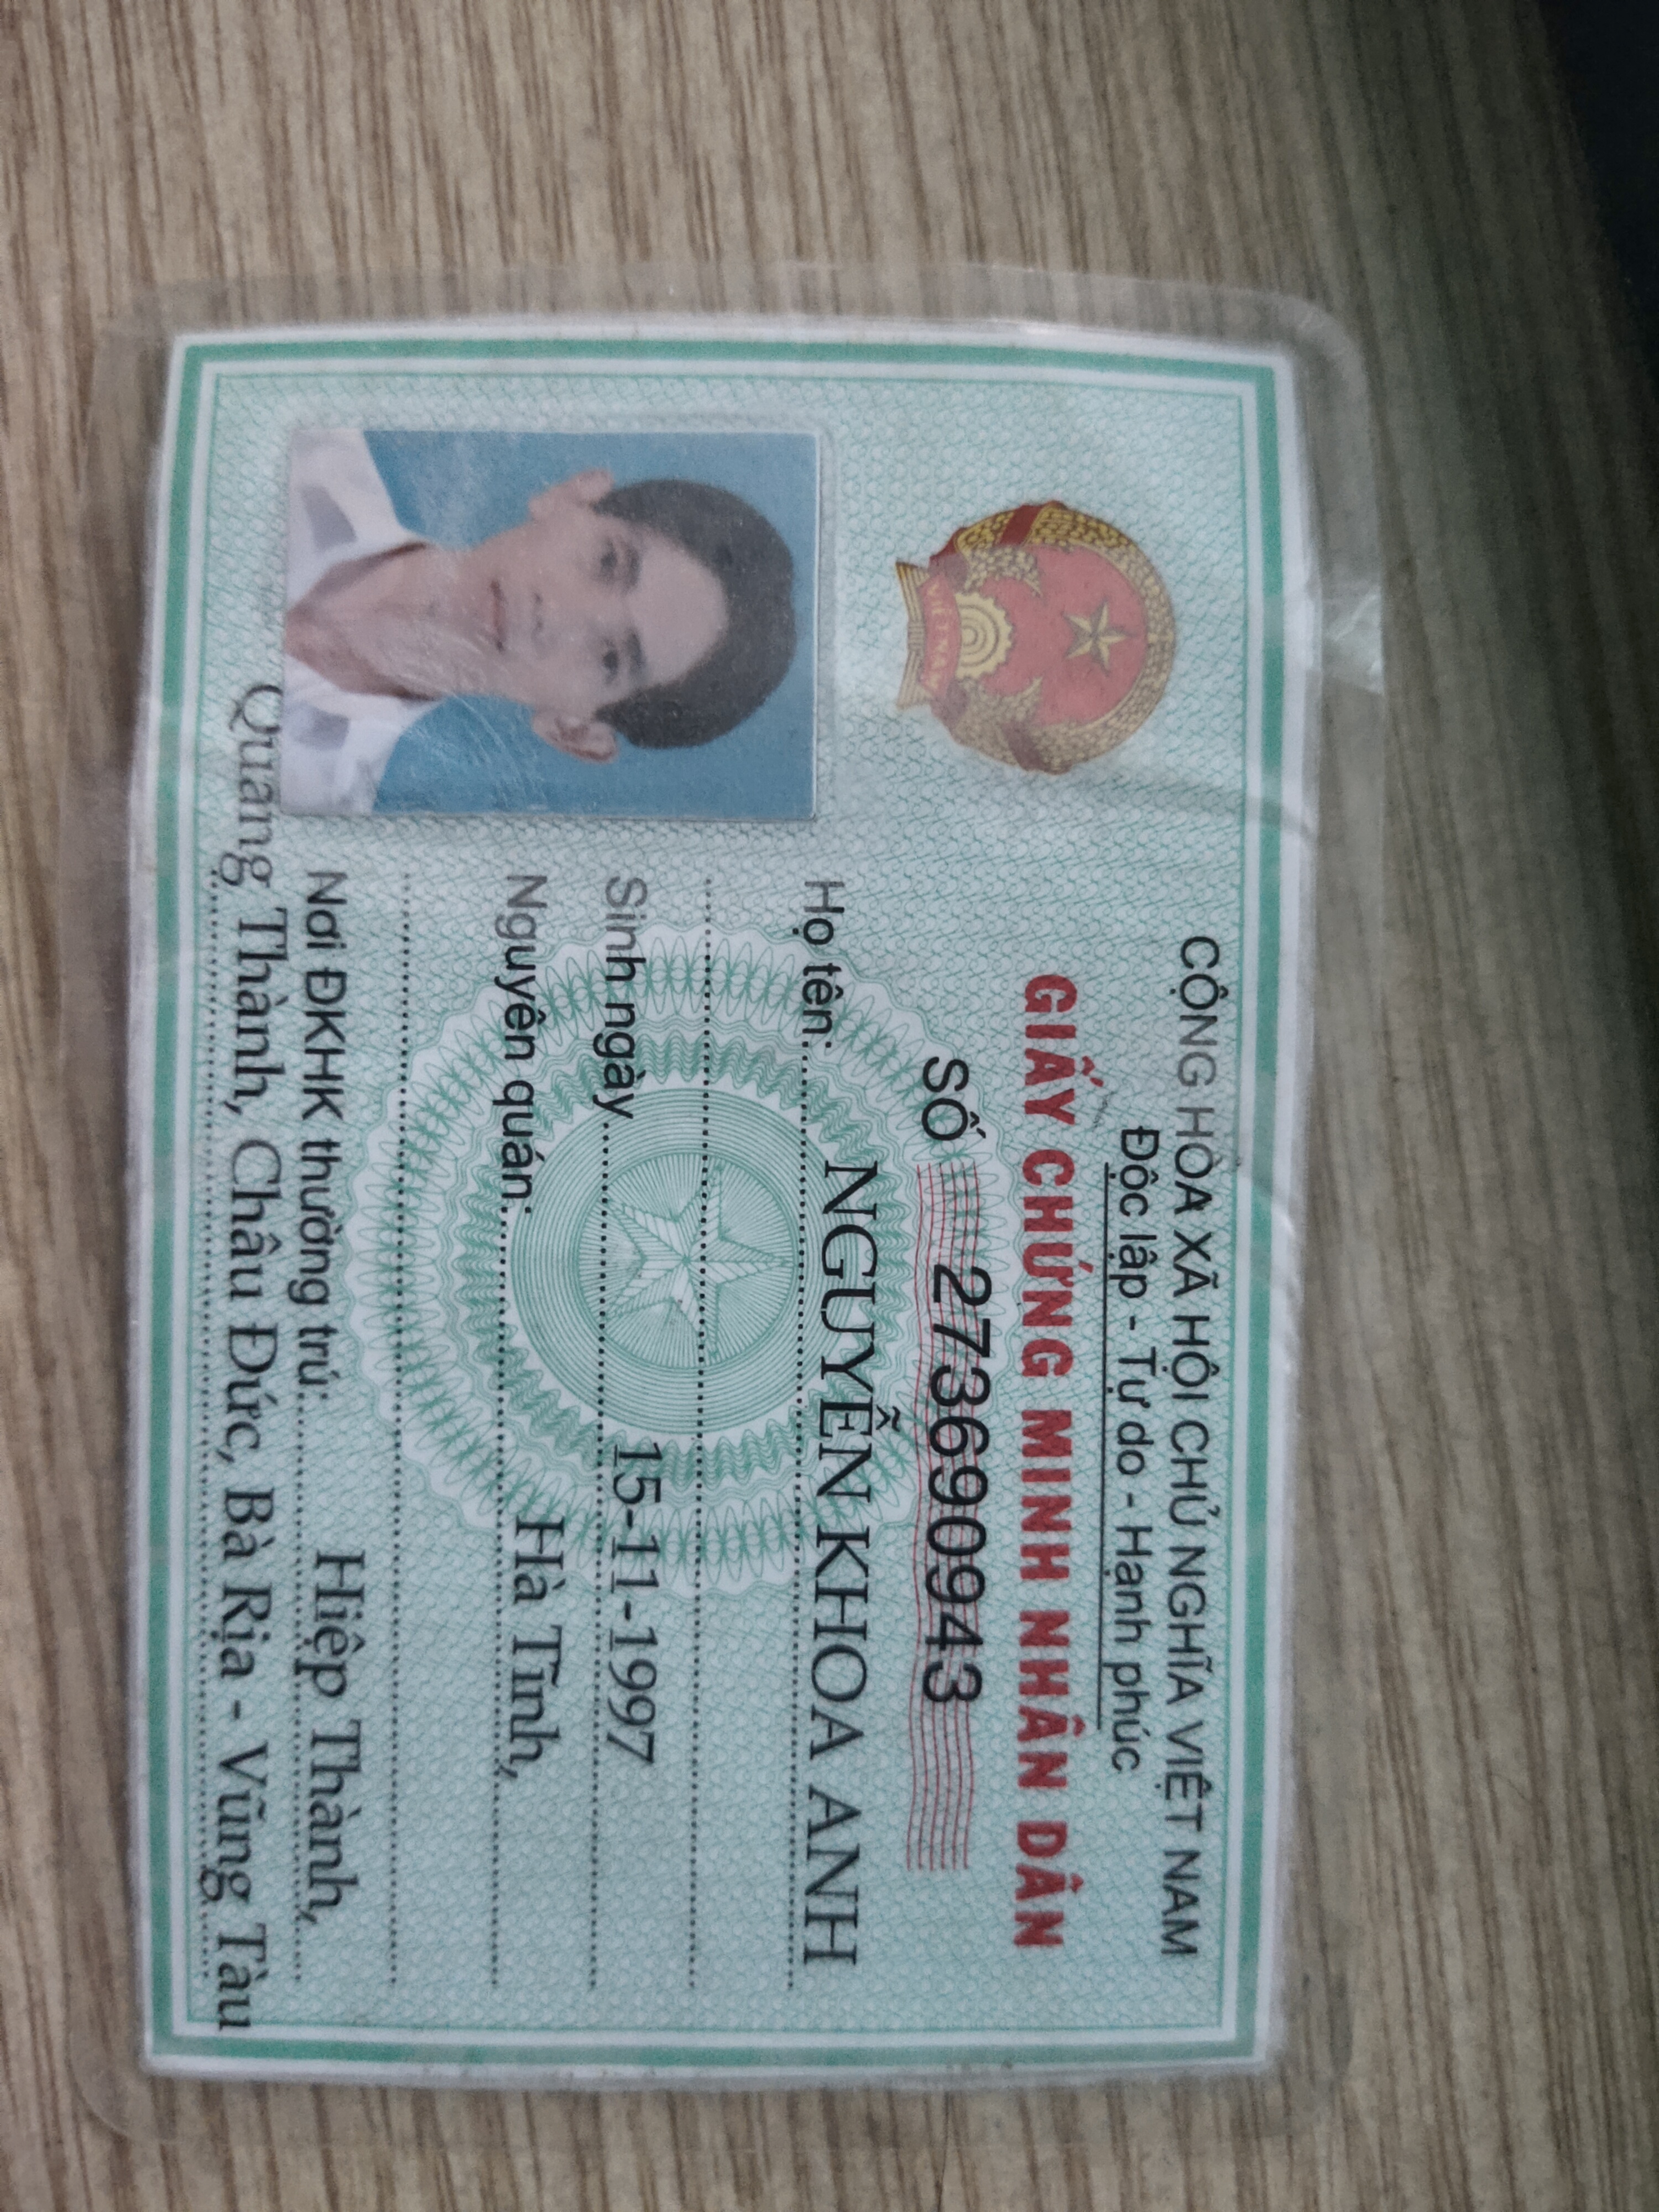 CỘNG HÒA XÃ HỘI CHỦ NGHĨA VIỆT NAM
Độc lập - Tự do - Hạnh phúc
GIẤY CHỨNG MINH NHÂN DÂN
SỐ 273690943
Họ tên: NGUYỄN KHOA ANH
Sinh ngày 15-11-1997
Nguyên quán: Hà Tĩnh,
Nơi ĐKHK thường trú: Hiệp Thành,
Quang Thành, Châu Đức, Bà Rịa - Vũng Tàu
VIỆT NAM